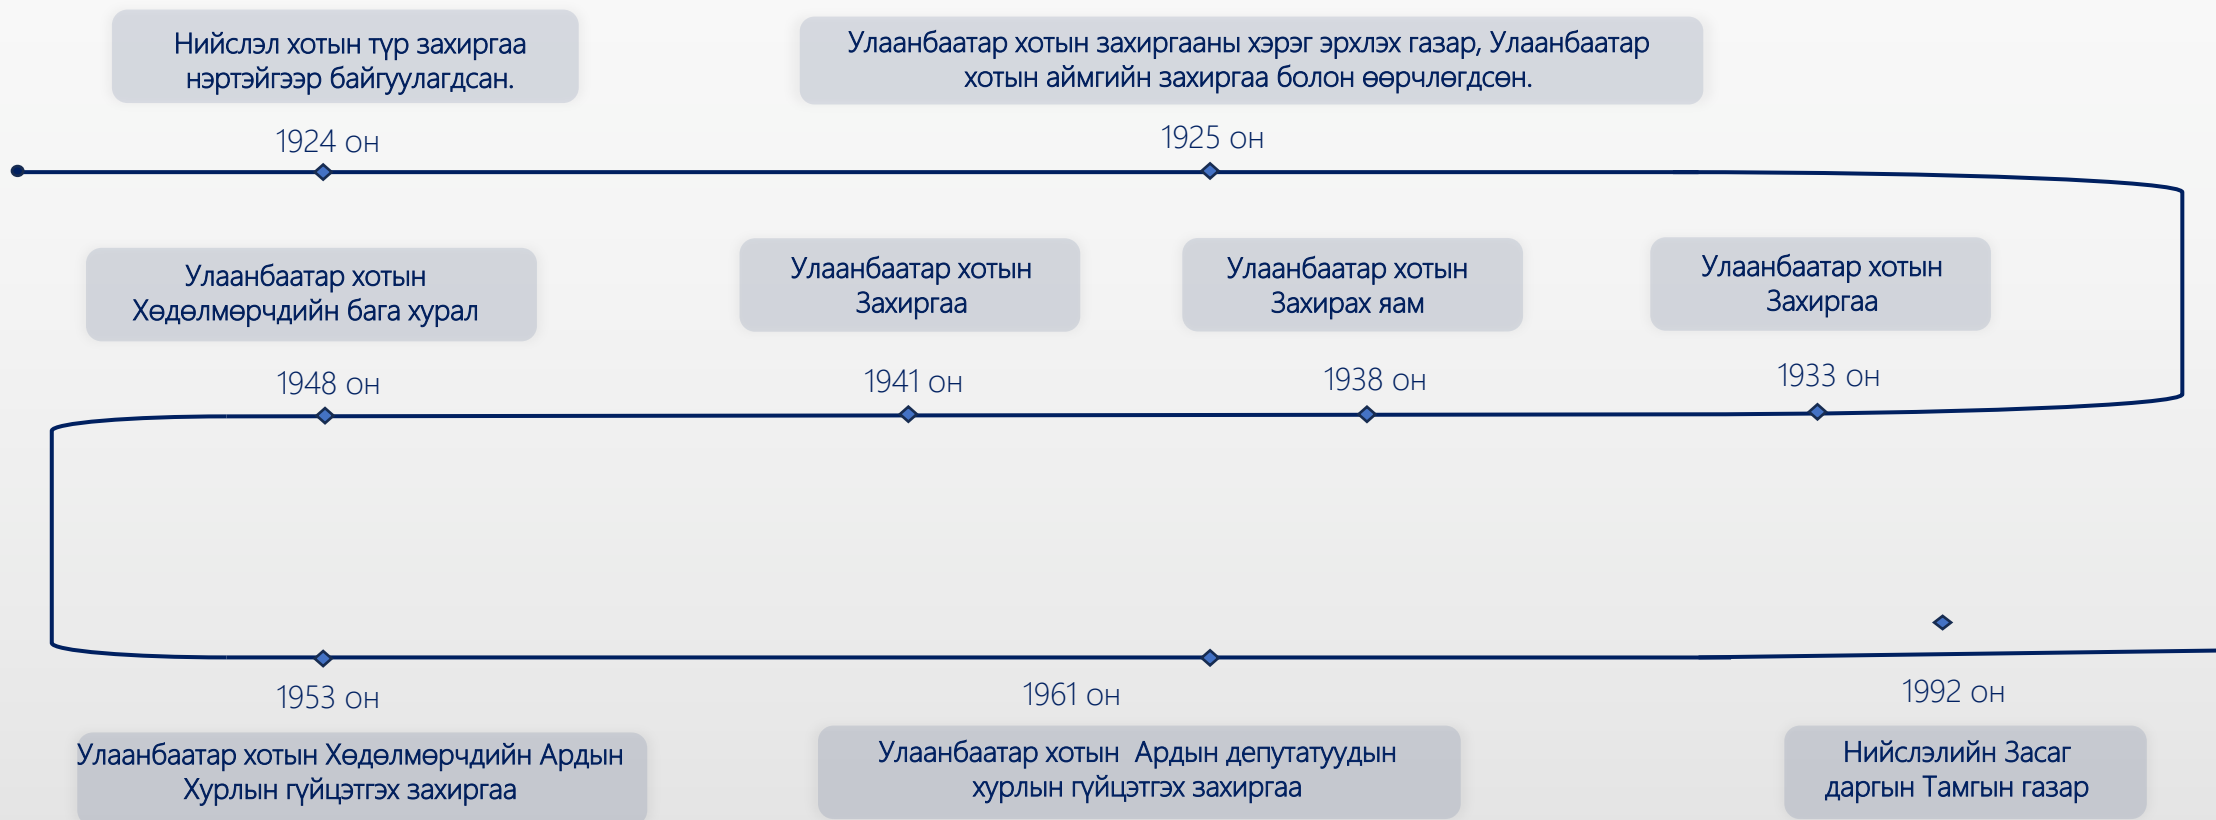 Нийслэл хотын түр захиргаа
нэртэйгээр байгуулагдсан.
1924 он
Улаанбаатар хотын захиргааны хэрэг эрхлэх газар, Улаанбаатар
хотын аймгийн захиргаа болон өөрчлөгдсөн.
1925 он
Улаанбаатар хотын
Хөдөлмөрчдийн бага хурал
1948 он
Улаанбаатар хотын
Захиргаа
1941 он
Улаанбаатар хотын
Захирах яам
1938 он
Улаанбаатар хотын
Захиргаа
1933 он
1953 он
Улаанбаатар хотын Хөдөлмөрчдийн Ардын
Хурлын гүйцэтгэх захиргаа
1961 он
Улаанбаатар хотын Ардын депутатуудын
хурлын гүйцэтгэх захиргаа
1992 он
Нийслэлийн Засаг
даргын Тамгын газар